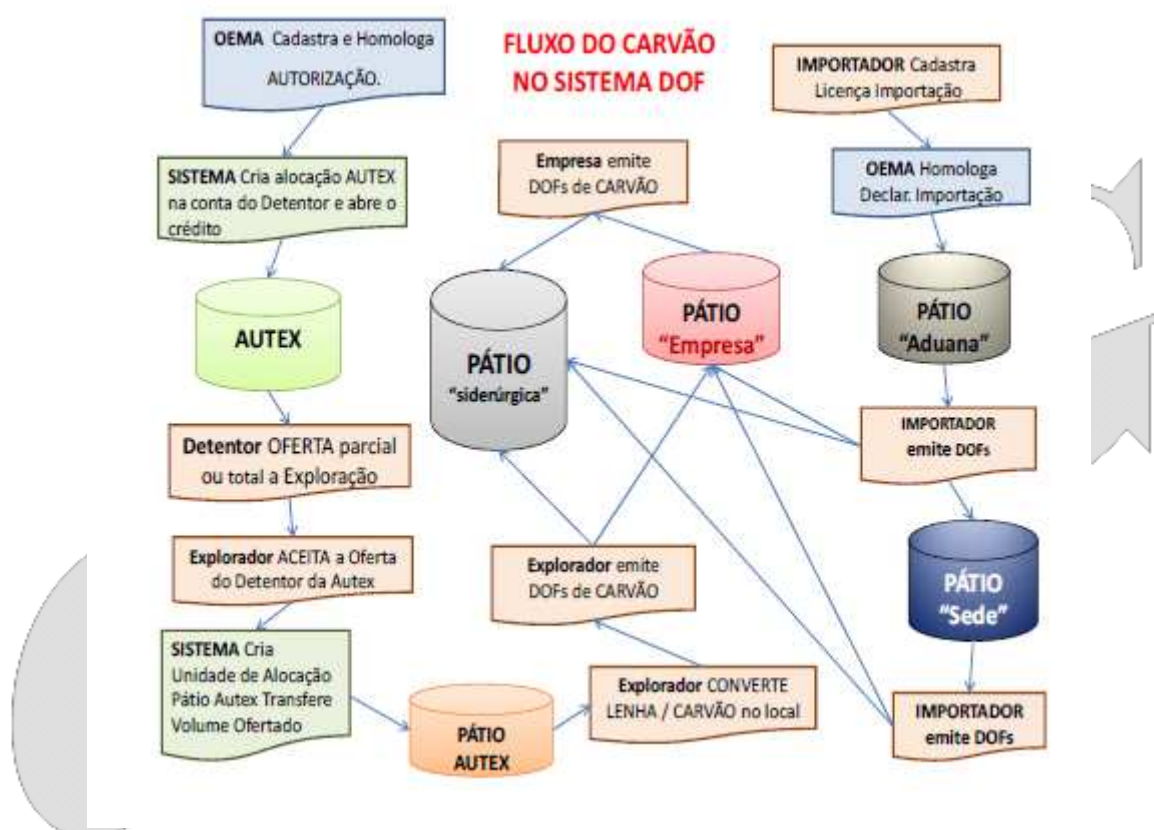 OEMA Cadastra e Homologa
AUTORIZAÇÃO.
FLUXO DO CARVÃO
NO SISTEMA DOF
IMPORTADOR Cadastra
Licença Importação
SISTEMA Cria alocação AUTEX
na conta do Detentor e abre o
crédito
Empresa emite
DOFs de CARVÃO
OEMA Homologa
Declar. Importação
AUTEX
PÁTIO
"siderúrgica"
PÁTIO
"Empresa"
PÁTIO
"Aduana"
Detentor OFERTA parcial
ou total a Exploração
IMPORTADOR
emite DOFs
Explorador ACEITA a Oferta
do Detentor da Autex
Explorador emite
DOFs de CARVÃO
PÁTIO
"Sede"
SISTEMA Cria
Unidade de Alocação
Pátio Autex Transfere
Volume Ofertado
PÁTIO
AUTEX
Explorador CONVERTE
LENHA / CARVÃO no local
IMPORTADOR
emite DOFs